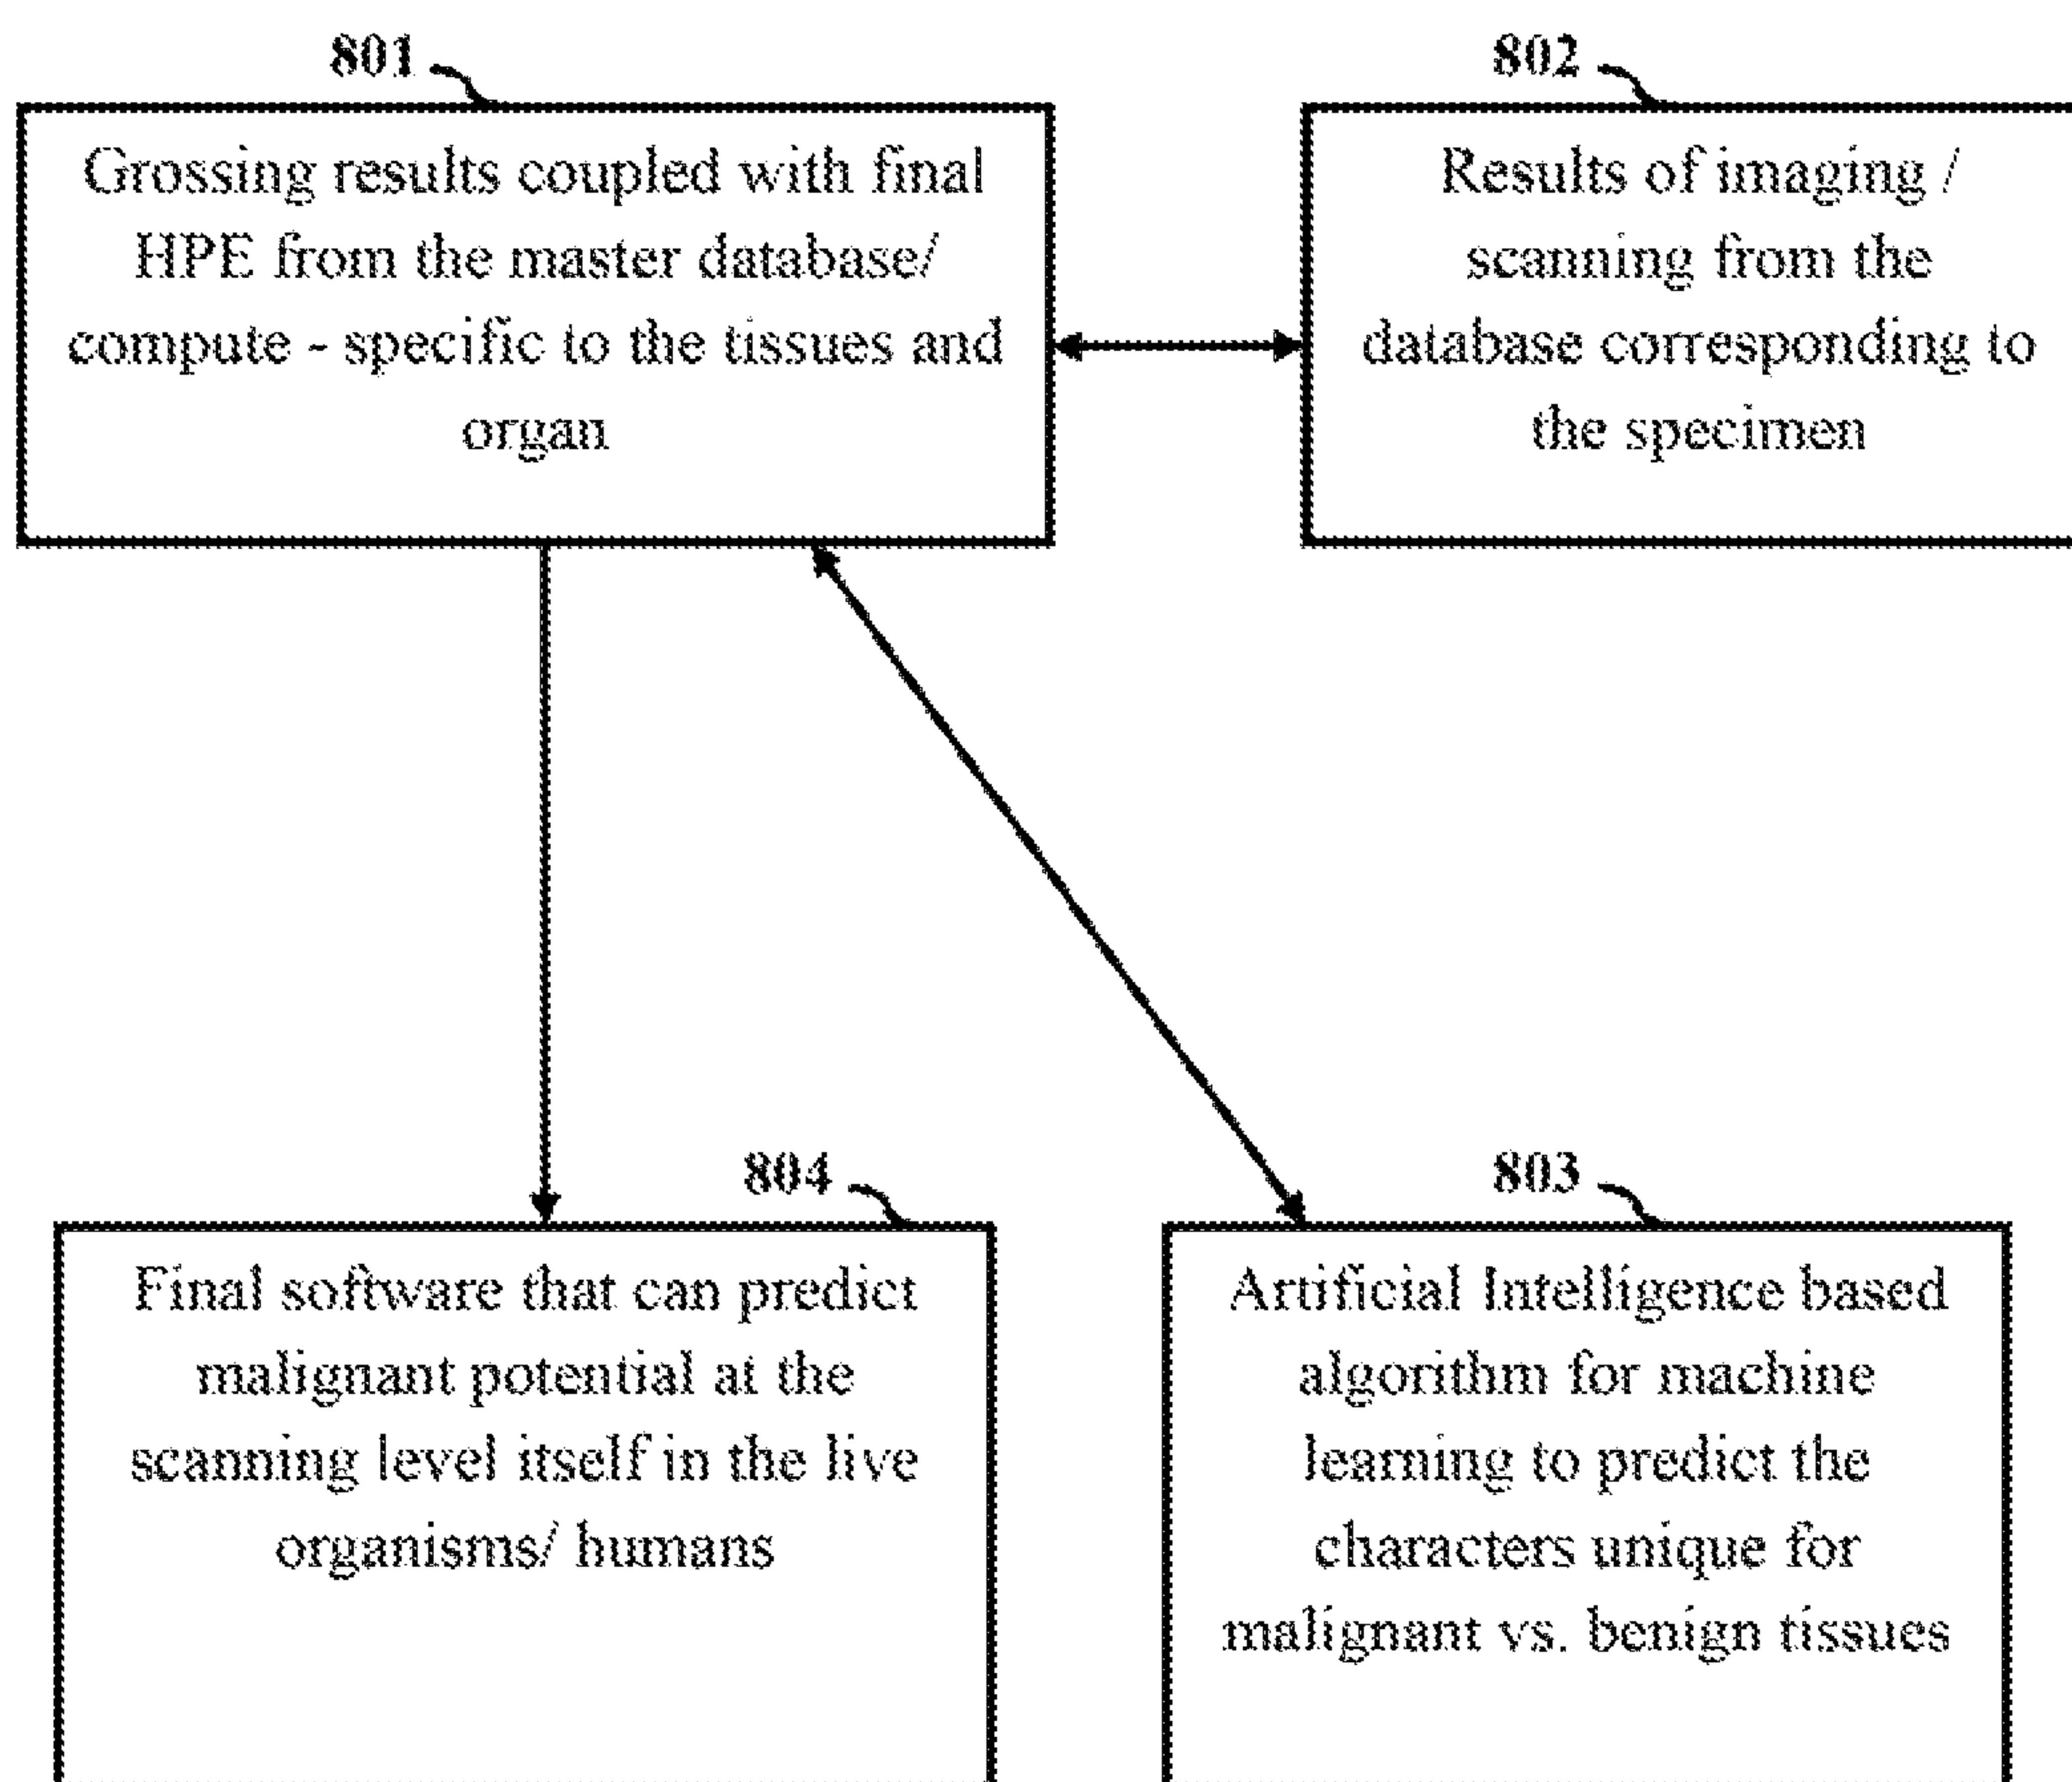 801
Grossing results coupled with final
HPE from the master database/
compute - specific to the tissues and
organ
802
Results of imaging /
scanning from the
database corresponding to
the specimen
804
Final software that can predict
malignant potential at the
scanning level itself in the live
organisms/ humans
803
Artificial Intelligence based
algorithm for machine
learning to predict the
characters unique for
malignant vs. benign tissues